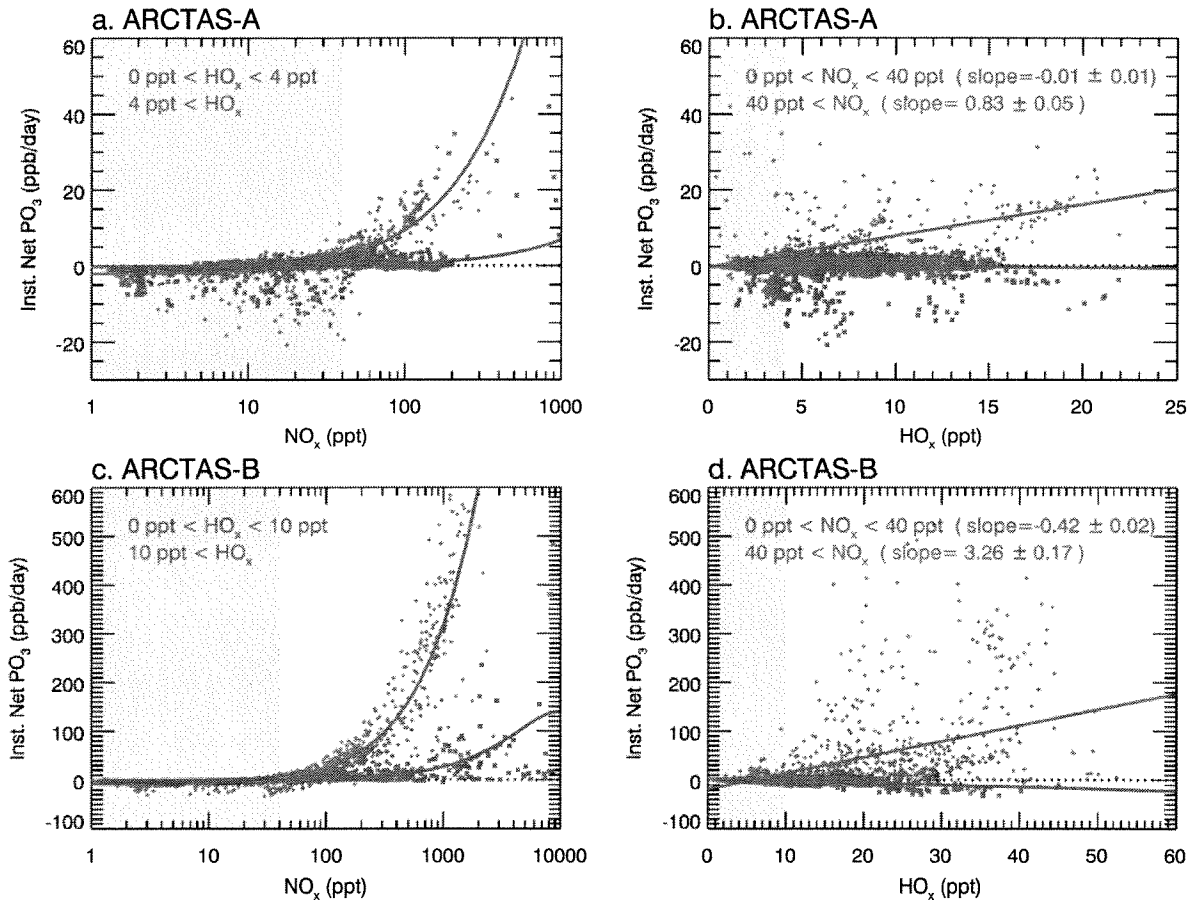 a. ARCTAS-A
60
40
20
0
-20
Inst. Net PO3 (ppb/day)
0 ppt < HOx < 4 ppt
4 ppt < HOx
1 10 100 1000
NOx (ppt)
b. ARCTAS-A
60
40
20
0
-20
Inst. Net PO3 (ppb/day)
0 ppt < NOx < 40 ppt ( slope=-0.01 ± 0.01)
40 ppt < NOx ( slope= 0.83 ± 0.05 )
0 5 10 15 20 25
HOx (ppt)
c. ARCTAS-B
600
500
400
300
200
100
0
-100
Inst. Net PO3 (ppb/day)
0 ppt < HOx < 10 ppt
10 ppt < HOx
1 10 100 1000 10000
NOx (ppt)
d. ARCTAS-B
600
500
400
300
200
100
0
-100
Inst. Net PO3 (ppb/day)
0 ppt < NOx < 40 ppt ( slope=-0.42 ± 0.02)
40 ppt < NOx ( slope= 3.26 ± 0.17 )
0 10 20 30 40 50 60
HOx (ppt)